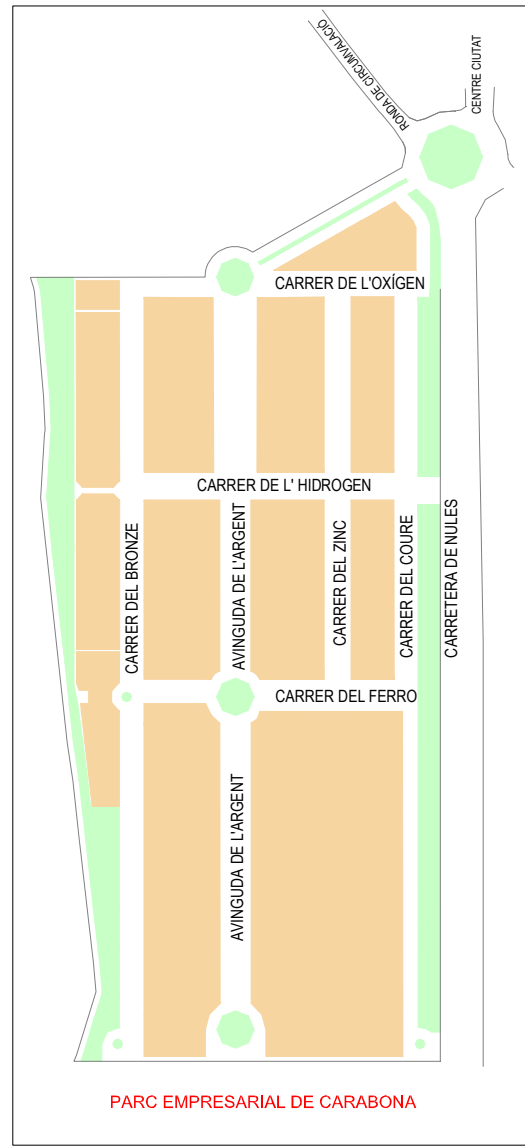 RONDA DE CIRCUMVALACIÓ
CENTRE CIUTAT
CARRER DE L'OXÍGEN
CARRER DE L' HIDROGEN
CARRER DEL BRONZE
AVINGUDA DE L'ARGENT
CARRER DEL ZINC
CARRER DEL COURE
CARRETERA DE NULES
CARRER DEL FERRO
AVINGUDA DE L'ARGENT
PARC EMPRESARIAL DE CARABONA